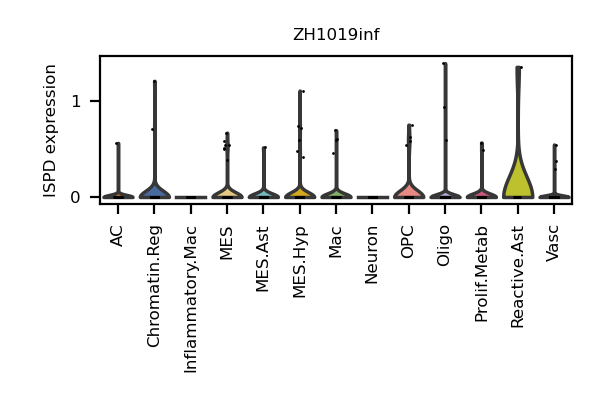 ZH1019inf
ISPD expression
1
0
AC
Chromatin.Reg
Inflammatory.Mac
MES
MES.Ast
MES.Hyp
Mac
Neuron
OPC
Oligo
Prolif.Metab
Reactive.Ast
Vasc